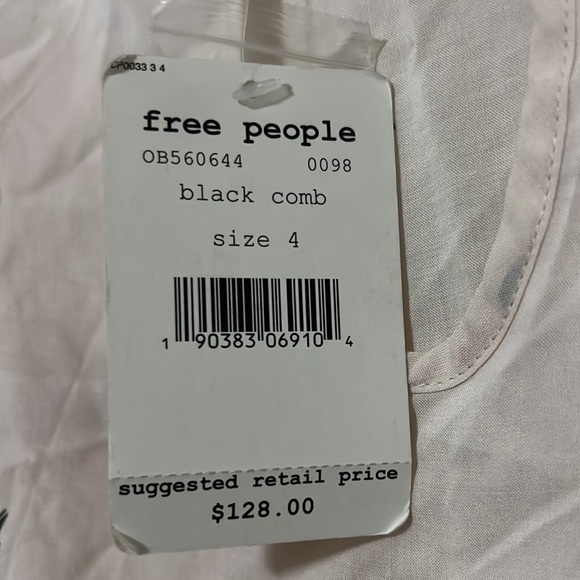 CP0033 3 4
free people
OB560644 0098
black comb
size 4
1 90383 06910 4
suggested retail price
$128.00